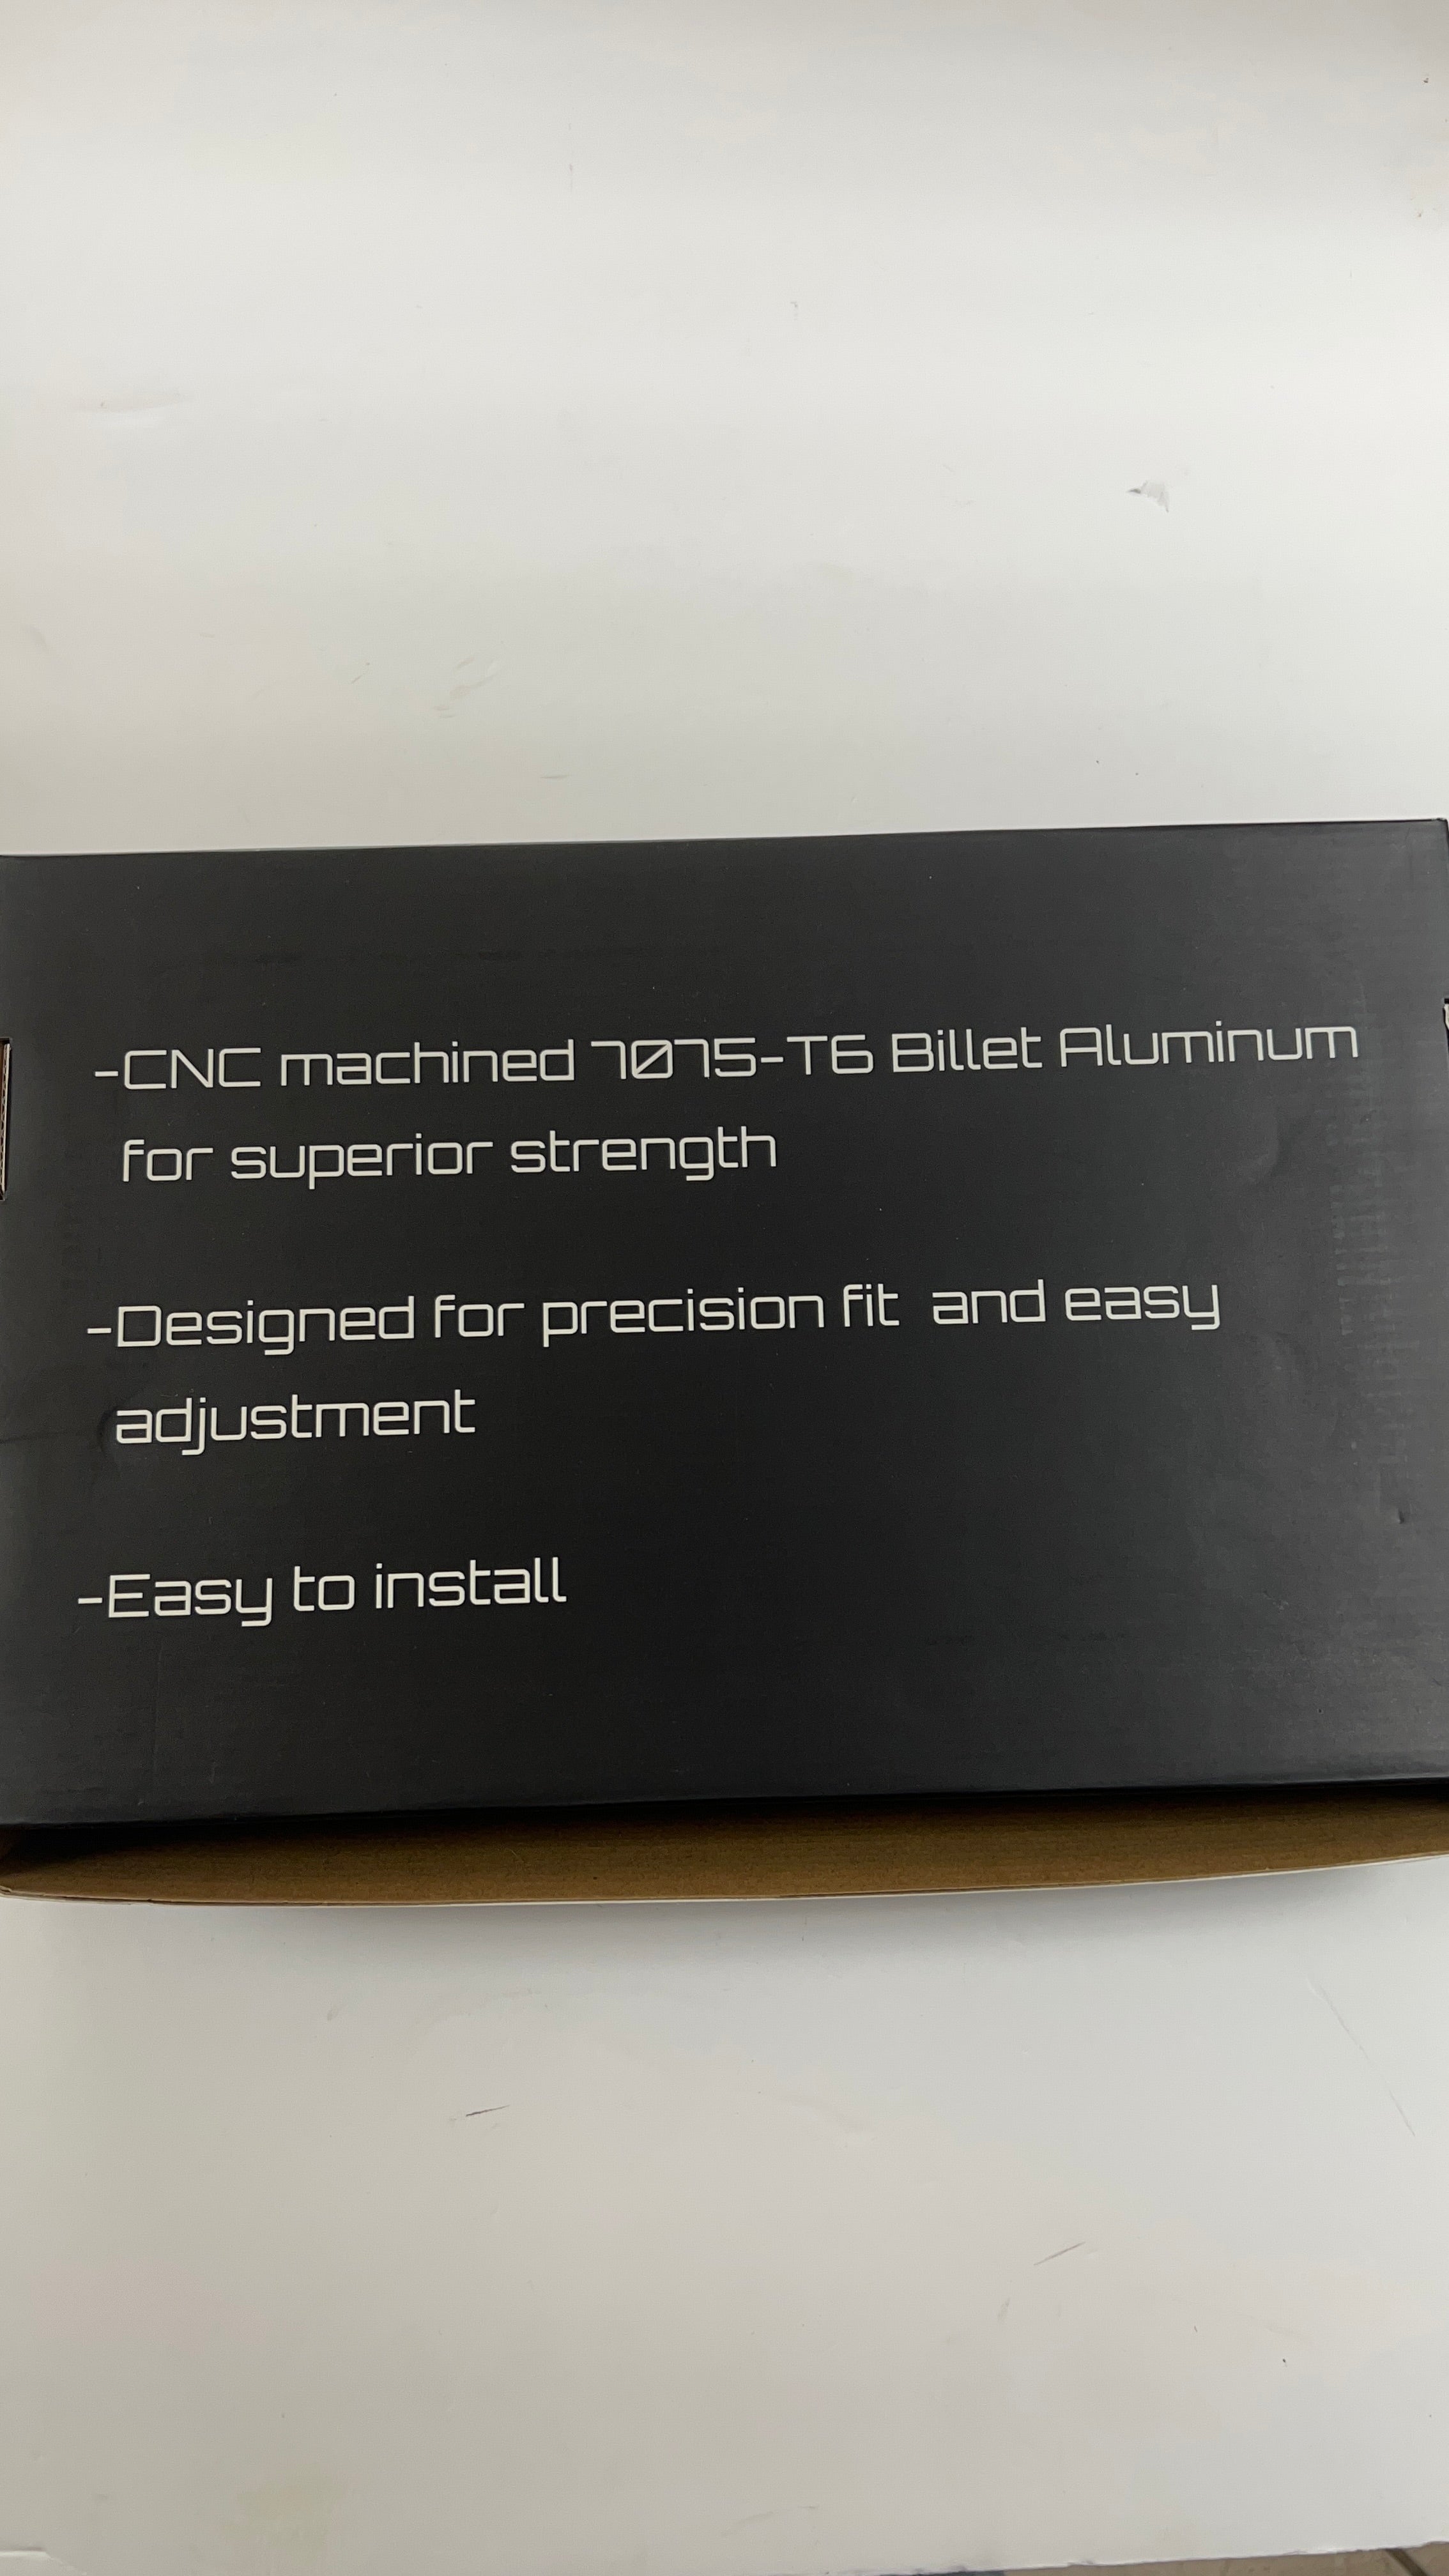 -CNC machined 7075-T6 Billet Aluminum
for superior strength
-Designed for precision fit and easy
adjustment
-Easy to install